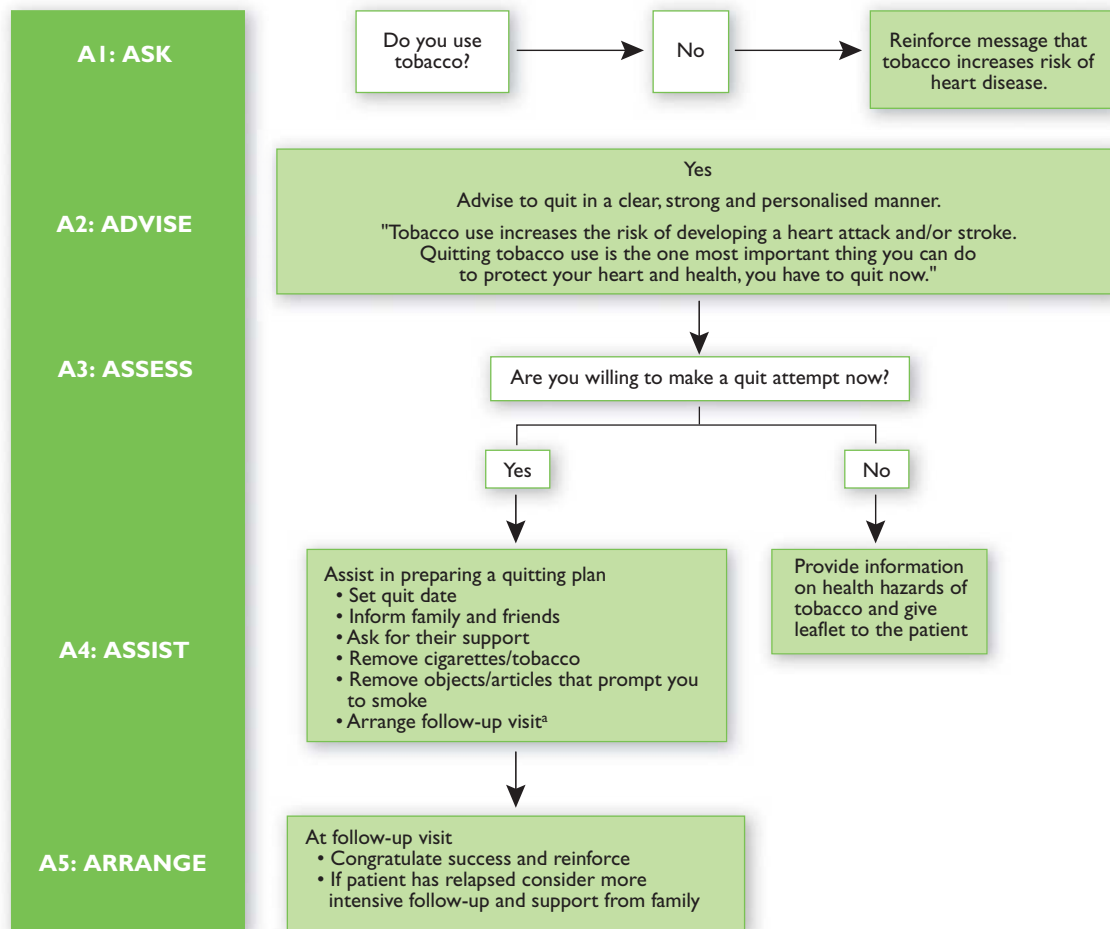 A1: ASK
Do you use
tobacco?
No
Reinforce message that
tobacco increases risk of
heart disease.
A2: ADVISE
Yes
Advise to quit in a clear, strong and personalised manner.
"Tobacco use increases the risk of developing a heart attack and/or stroke.
Quitting tobacco use is the one most important thing you can do
to protect your heart and health, you have to quit now."
A3: ASSESS
Are you willing to make a quit attempt now?
Yes
No
A4: ASSIST
Assist in preparing a quitting plan
• Set quit date
• Inform family and friends
• Ask for their support
• Remove cigarettes/tobacco
• Remove objects/articles that prompt you
to smoke
• Arrange follow-up visitᵃ
Provide information
on health hazards of
tobacco and give
leaflet to the patient
A5: ARRANGE
At follow-up visit
• Congratulate success and reinforce
• If patient has relapsed consider more
intensive follow-up and support from family